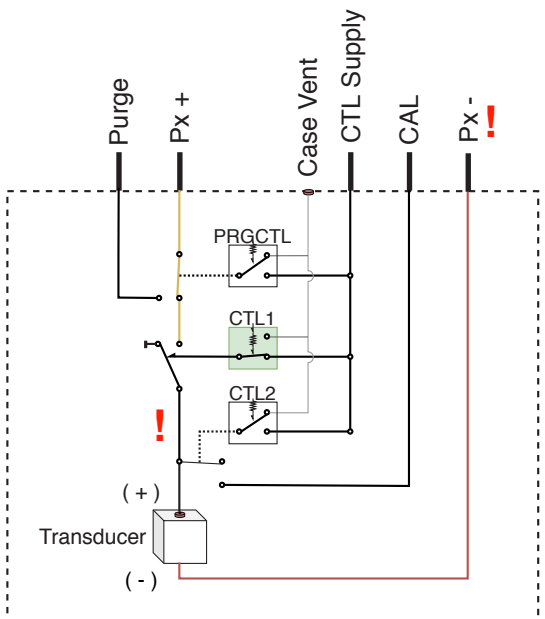 Purge
Px +
Case Vent
CTL Supply
CAL
Px -
!
PRGCTL
CTL1
CTL2
!
( + )
Transducer
( - )